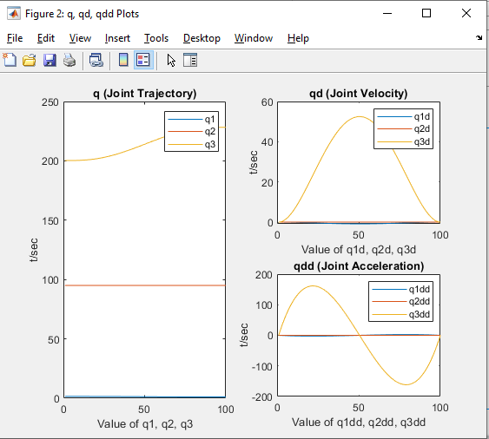 Figure 2: q, qd, qdd Plots
File Edit View Insert Tools Desktop Window Help
q (Joint Trajectory)
250
200
150
100
50
0
t/sec
q1
q2
q3
0 50 100
Value of q1, q2, q3
qd (Joint Velocity)
60
40
20
0
t/sec
q1d
q2d
q3d
0 50 100
Value of q1d, q2d, q3d
qdd (Joint Acceleration)
200
100
0
-100
-200
t/sec
q1dd
q2dd
q3dd
0 50 100
Value of q1dd, q2dd, q3dd